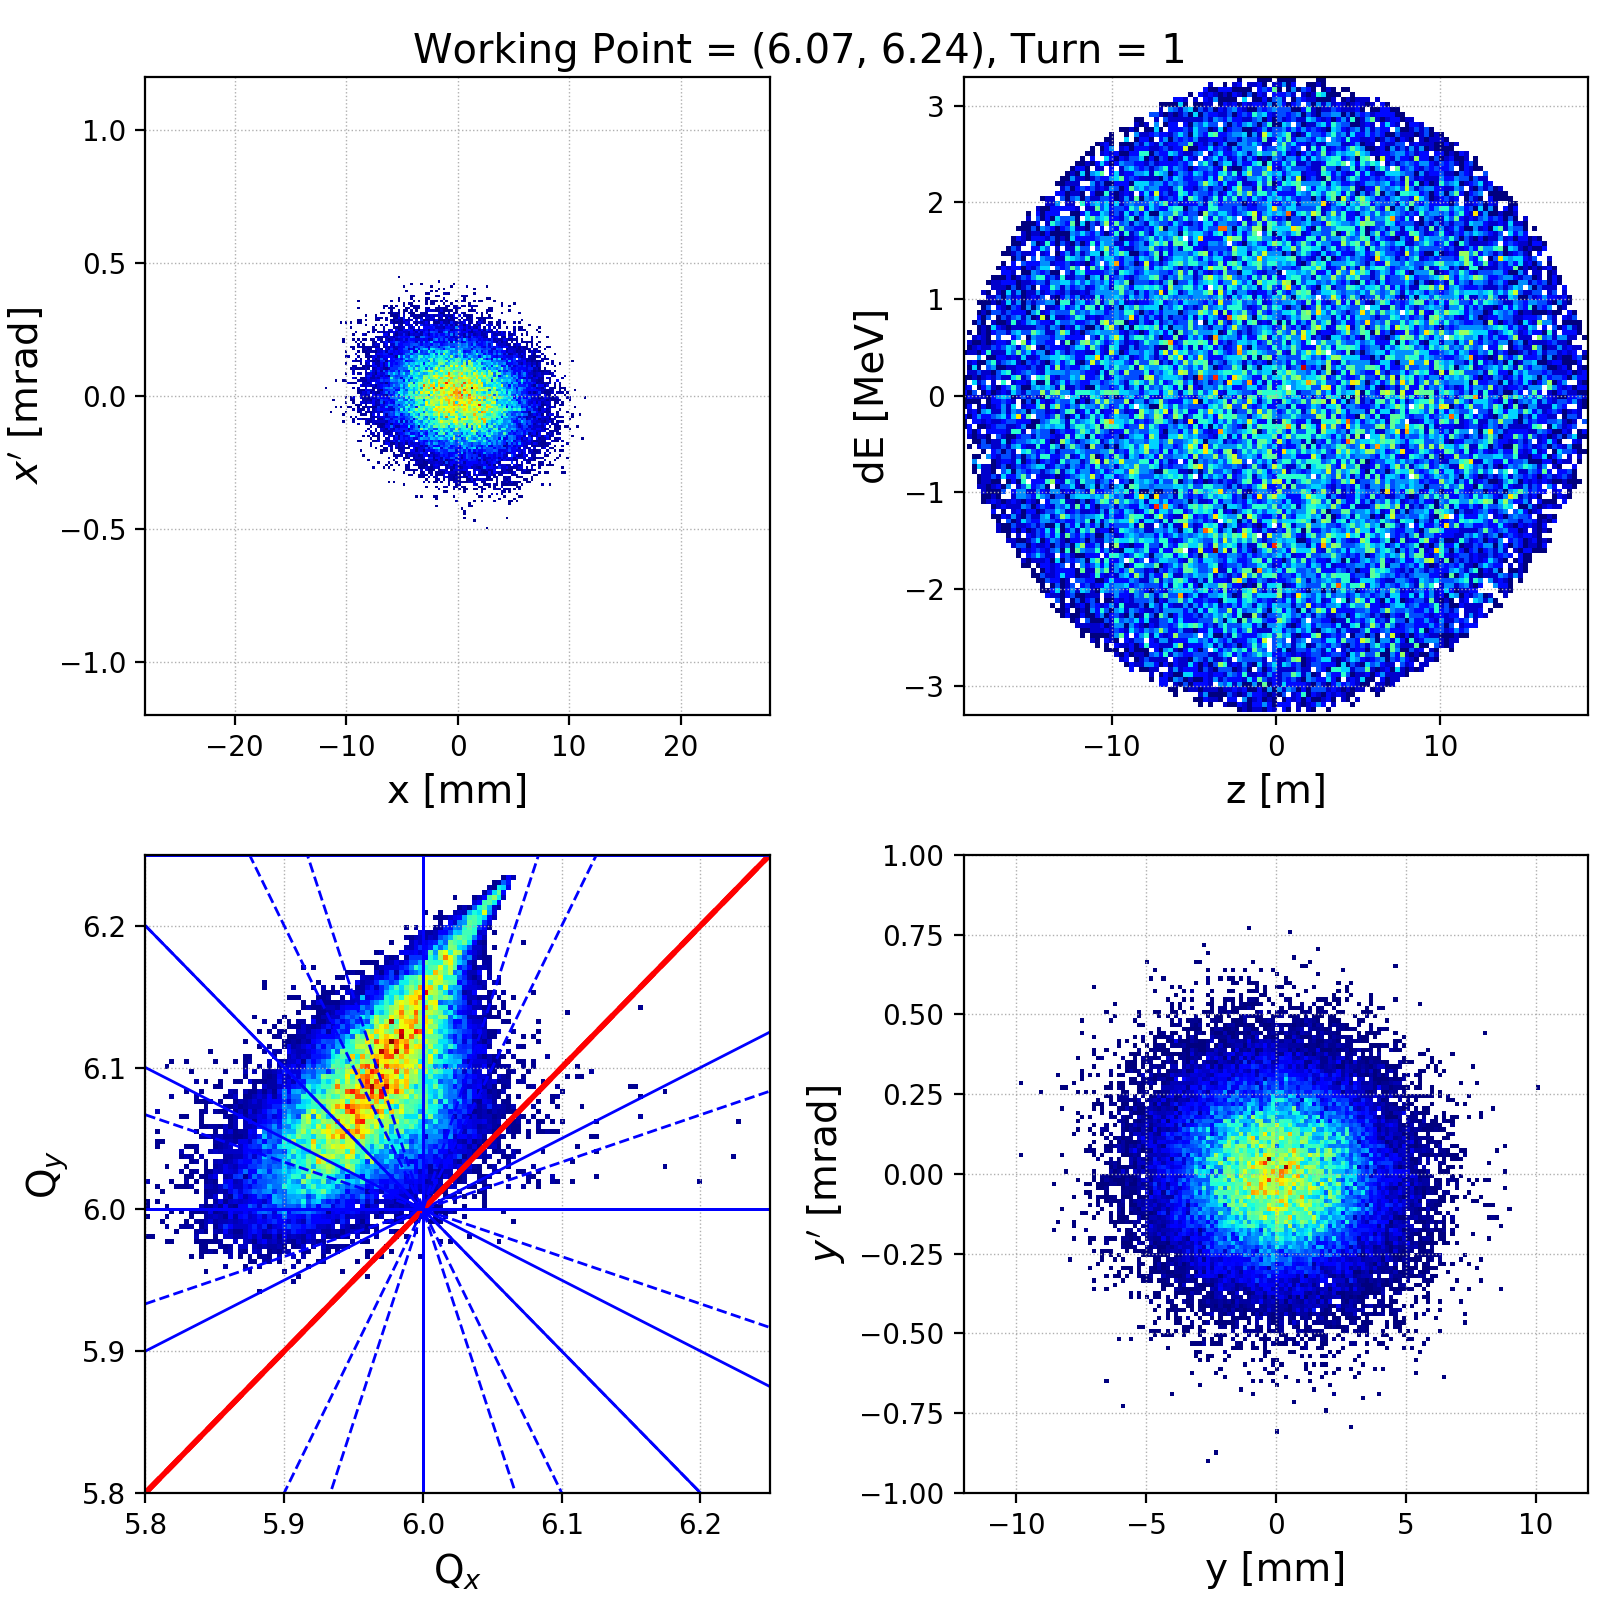 Working Point = (6.07, 6.24), Turn = 1
1.0
0.5
0.0
−0.5
−1.0
x′ [mrad]
−20 −10 0 10 20
x [mm]
3
2
1
0
−1
−2
−3
dE [MeV]
−10 0 10
z [m]
6.2
6.1
6.0
5.9
5.8
Qy
5.8 5.9 6.0 6.1 6.2
Qx
1.00
0.75
0.50
0.25
0.00
−0.25
−0.50
−0.75
−1.00
y′ [mrad]
−10 −5 0 5 10
y [mm]